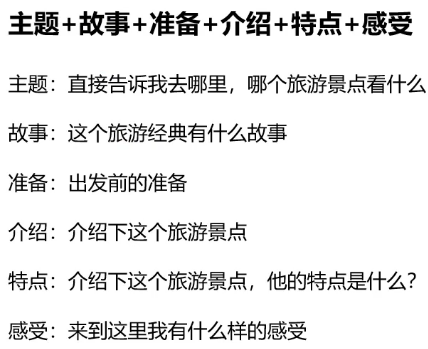 主题+故事+准备+介绍+特点+感受
主题：直接告诉我去哪里，哪个旅游景点看什么
故事：这个旅游经典有什么故事
准备：出发前的准备
介绍：介绍下这个旅游景点
特点：介绍下这个旅游景点，他的特点是什么？
感受：来到这里我有什么样的感受